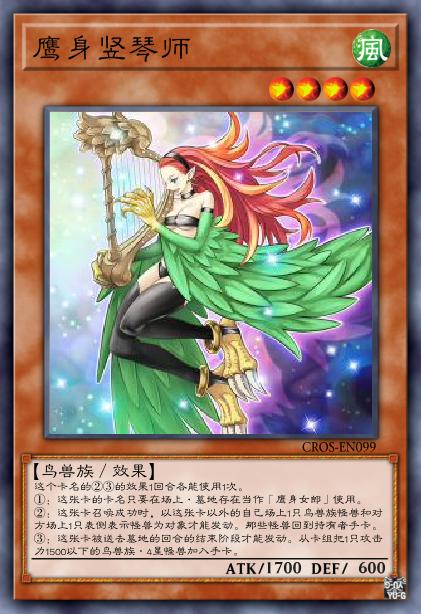 鹰身竖琴师
風
CROS-EN099
【鸟兽族/效果】
这个卡名的②③的效果1回合各能使用1次。
①:这张卡的卡名只要在场上·墓地存在当作「鹰身女郎」使用。
②:这张卡召唤成功时,以这张卡以外的自己场上1只鸟兽族怪兽和对
方场上1只表侧表示怪兽为对象才能发动。那些怪兽回到持有者手卡。
③:这张卡被送去墓地的回合的结束阶段才能发动。从卡组把1只攻击
力1500以下的鸟兽族·4星怪兽加入手卡。
ATK/1700 DEF/ 600